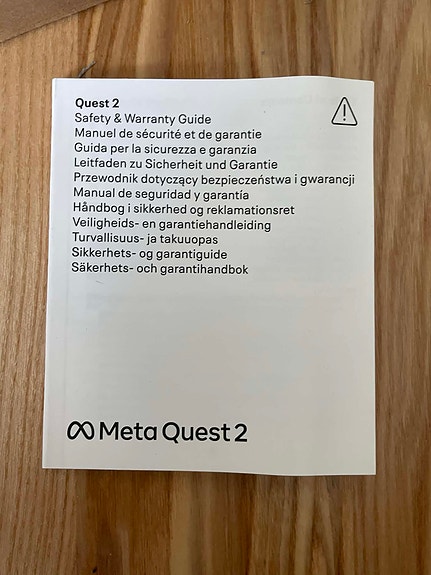 Quest 2
Safety & Warranty Guide
Manuel de sécurité et de garantie
Guida per la sicurezza e garanzia
Leitfaden zu Sicherheit und Garantie
Przewodnik dotyczący bezpieczeństwa i gwarancji
Manual de seguridad y garantía
Håndbog i sikkerhed og reklamationsret
Veiligheids- en garantiehandleiding
Turvallisuus- ja takuuopas
Sikkerhets- og garantiguide
Säkerhets- och garantihandbok
Meta Quest 2